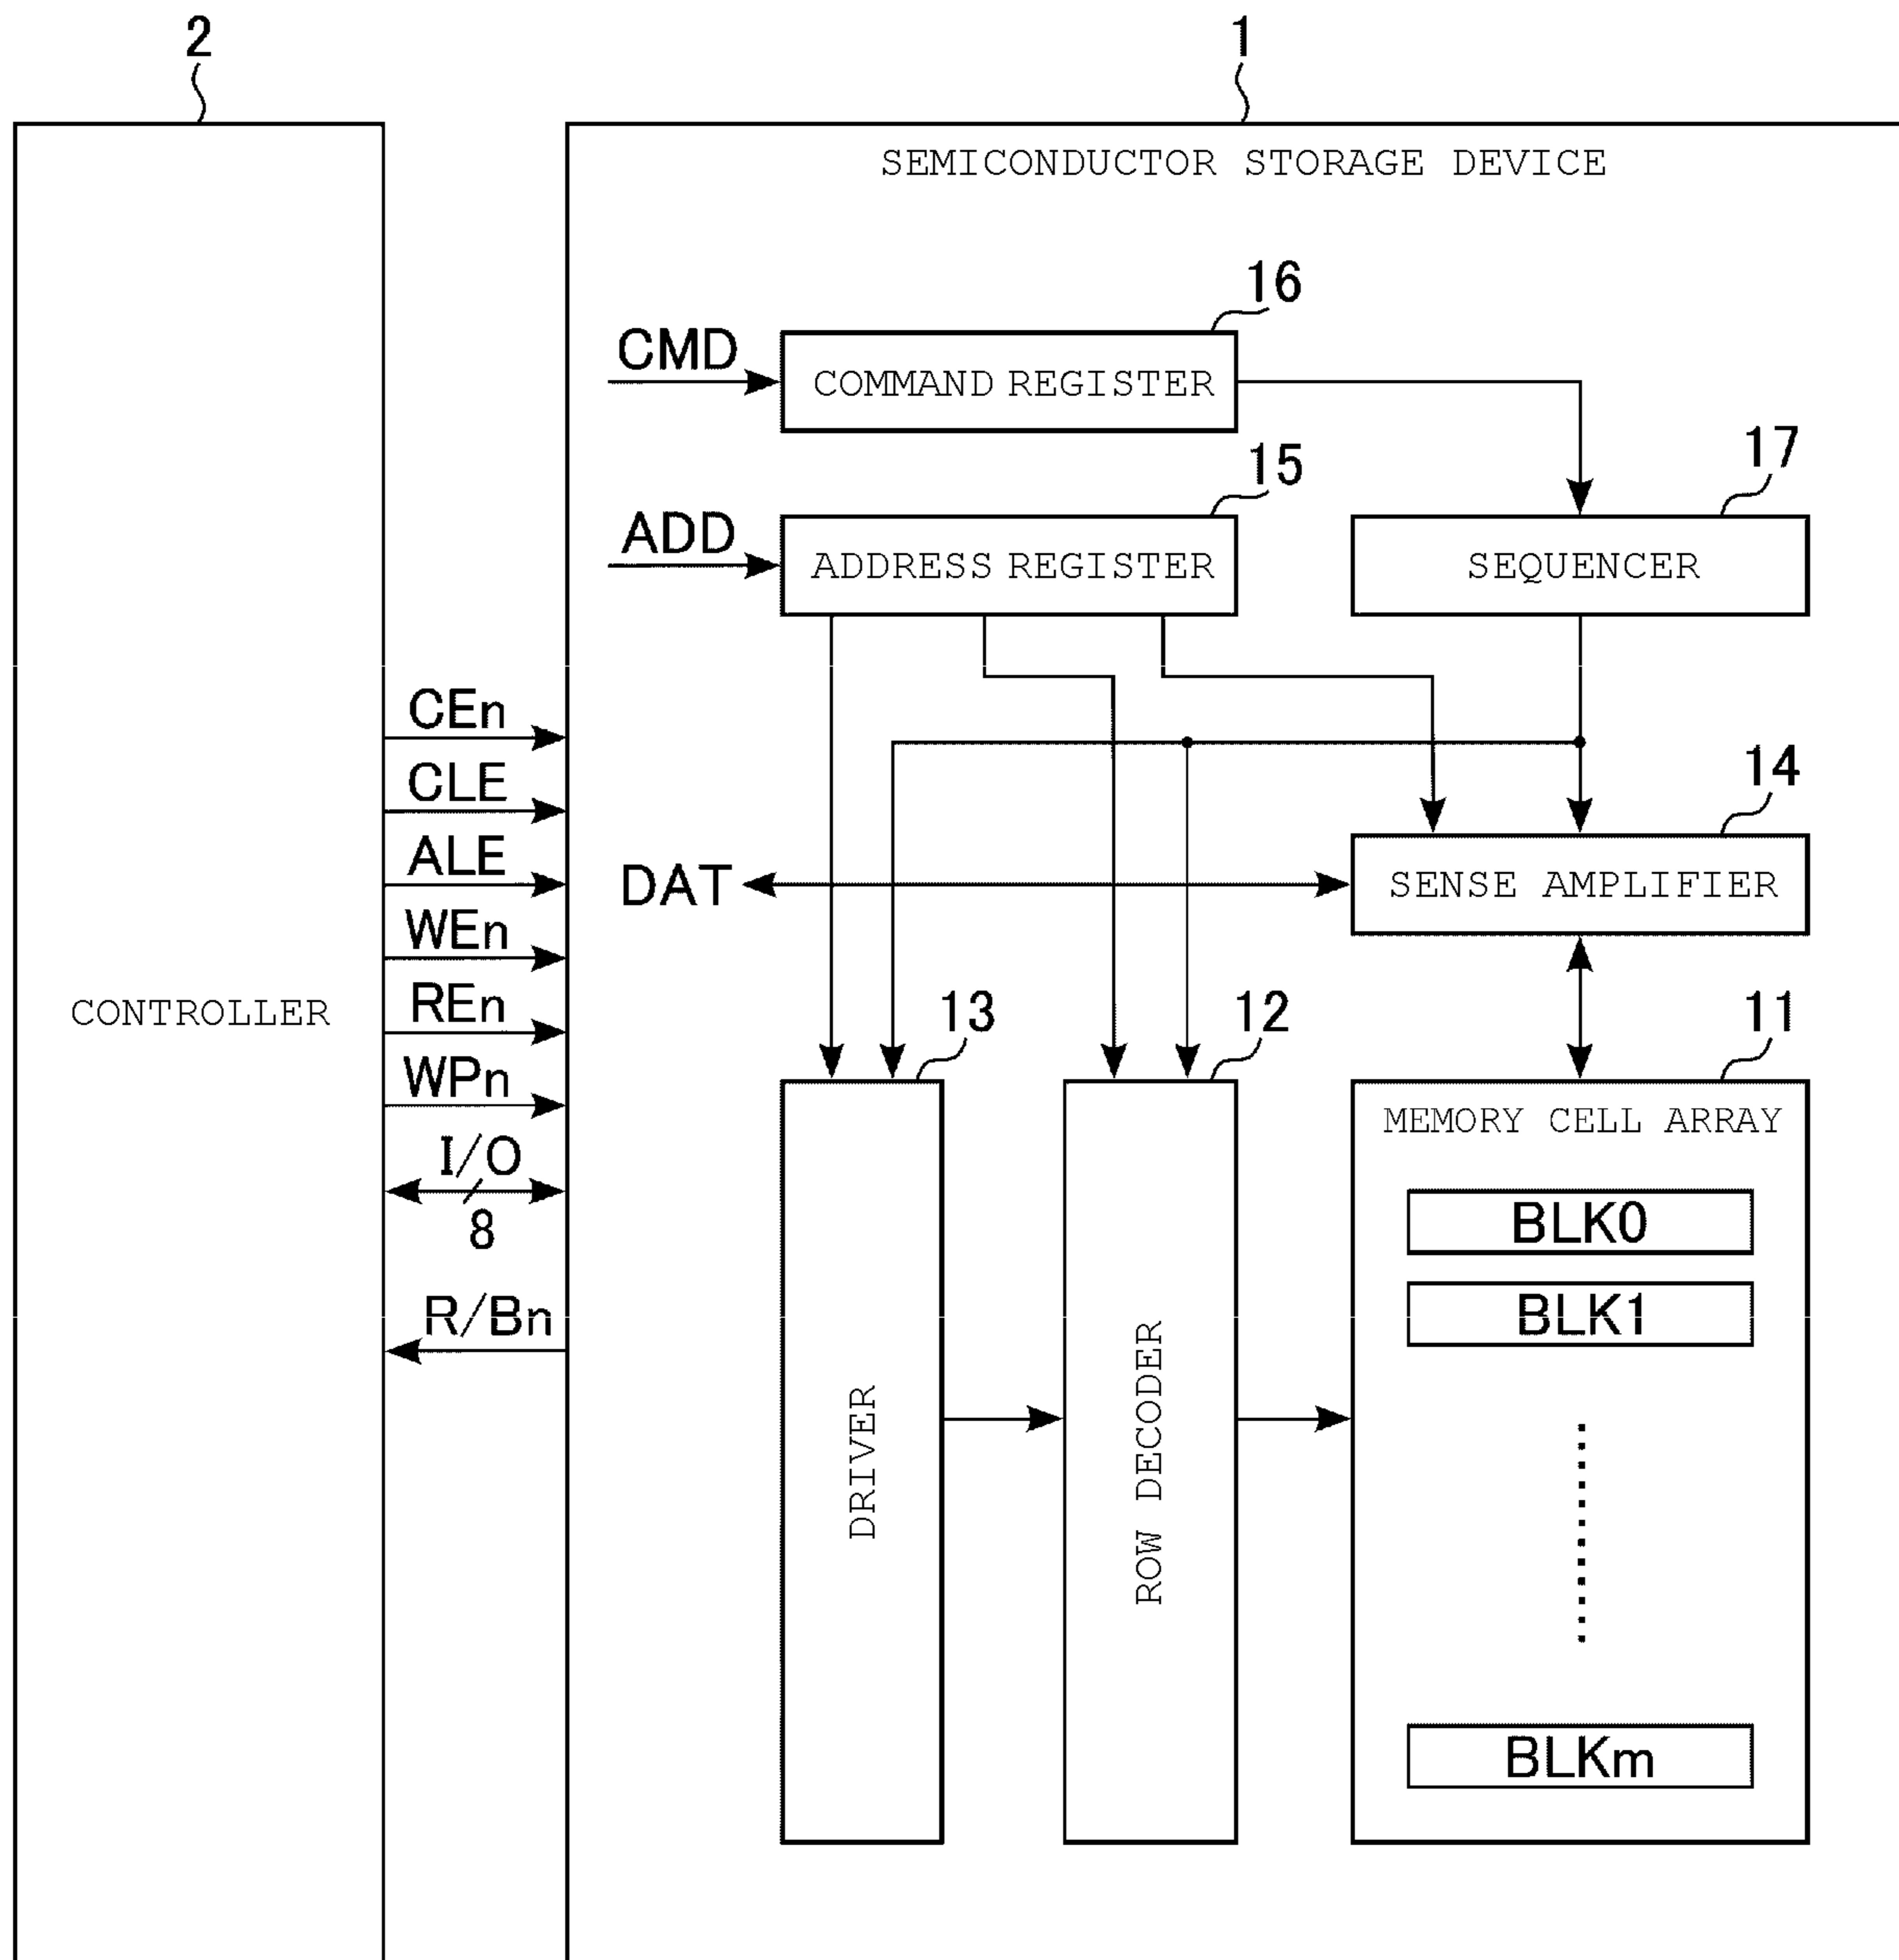 2
1
SEMICONDUCTOR STORAGE DEVICE
16
CMD
COMMAND REGISTER
15
17
ADD
ADDRESS REGISTER
SEQUENCER
CEn
CLE
14
ALE
DAT
SENSE AMPLIFIER
WEn
CONTROLLER
REn
13
12
11
WPn
MEMORY CELL ARRAY
I/O
8
BLK0
R/Bn
BLK1
DRIVER
ROW DECODER
BLKm